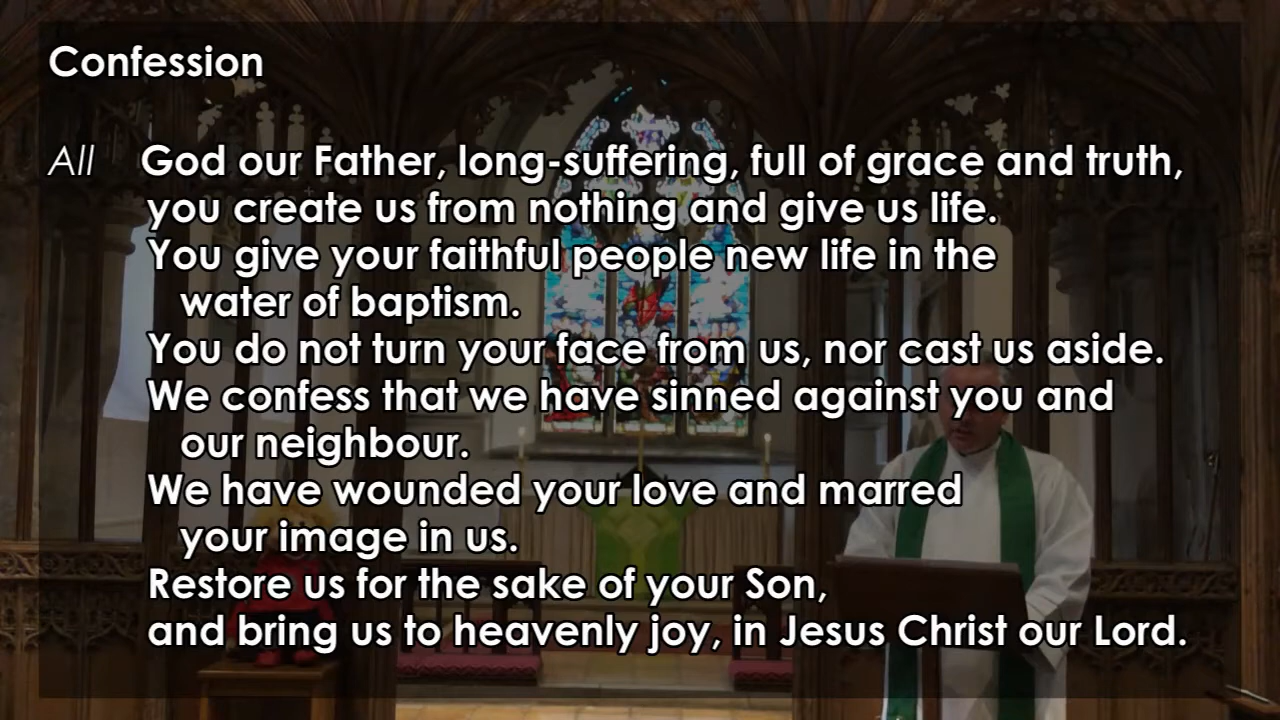 Confession
All God our Father, long-suffering, full of grace and truth,
you create us from nothing and give us life.
You give your faithful people new life in the
water of baptism.
You do not turn your face from us, nor cast us aside.
We confess that we have sinned against you and
our neighbour.
We have wounded your love and marred
your image in us.
Restore us for the sake of your Son,
and bring us to heavenly joy, in Jesus Christ our Lord.